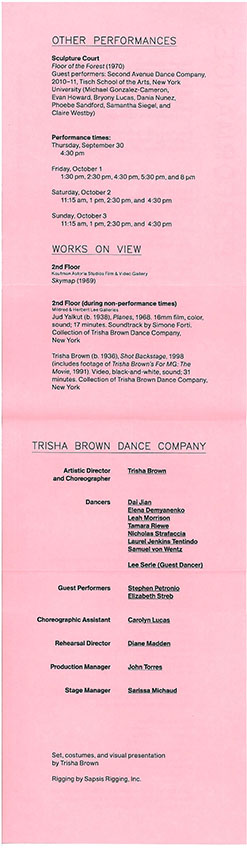 OTHER PERFORMANCES
Sculpture Court
Floor of the Forest (1970)
Guest performers: Second Avenue Dance Company,
2010–11, Tisch School of the Arts, New York
University (Michael Gonzalez-Cameron,
Evan Howard, Bryony Lucas, Dania Nunez,
Phoebe Sandford, Samantha Siegel, and
Claire Westby)
Performance times:
Thursday, September 30
4:30 pm
Friday, October 1
1:30 pm, 2:30 pm, 4:30 pm, 5:30 pm, and 8 pm
Saturday, October 2
11:15 am, 1 pm, 2:30 pm, and 4:30 pm
Sunday, October 3
11:15 am, 1 pm, 2:30 pm, and 4:30 pm
WORKS ON VIEW
2nd Floor
Kaufman Astoria Studios Film & Video Gallery
Skymap (1969)
2nd Floor (during non-performance times)
Mildred & Herbert Lee Galleries
Jud Yalkut (b. 1938), Planes, 1968. 16mm film, color,
sound; 17 minutes. Soundtrack by Simone Forti.
Collection of Trisha Brown Dance Company,
New York
Trisha Brown (b. 1936), Shot Backstage, 1998
(includes footage of Trisha Brown's For MG: The
Movie, 1991). Video, black-and-white, sound; 31
minutes. Collection of Trisha Brown Dance Company,
New York
TRISHA BROWN DANCE COMPANY
Artistic Director Trisha Brown
and Choreographer
Dancers Dai Jian
Elena Demyanenko
Leah Morrison
Tamara Riewe
Nicholas Strafaccia
Laurel Jenkins Tentindo
Samuel von Wentz
Lee Serle (Guest Dancer)
Guest Performers Stephen Petronio
Elizabeth Streb
Choreographic Assistant Carolyn Lucas
Rehearsal Director Diane Madden
Production Manager John Torres
Stage Manager Sarissa Michaud
Set, costumes, and visual presentation
by Trisha Brown
Rigging by Sapsis Rigging, Inc.